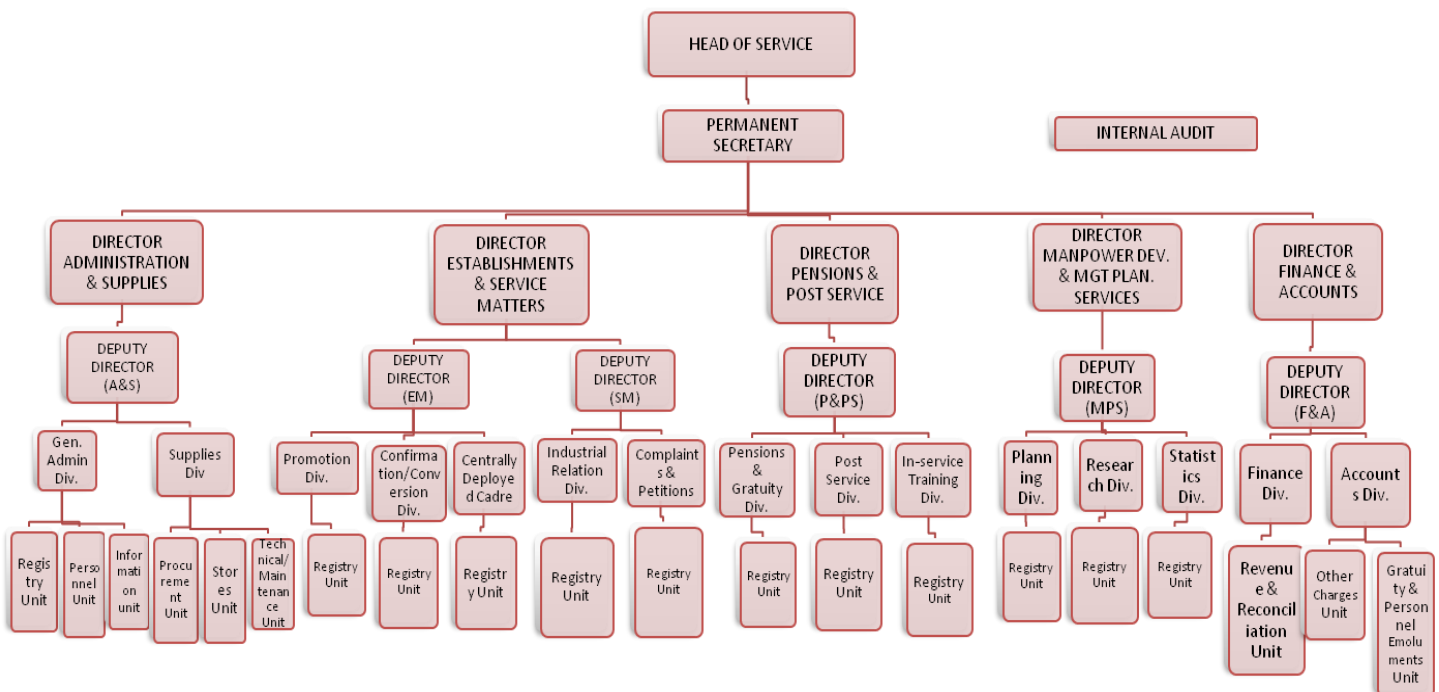 HEAD OF SERVICE
PERMANENT
SECRETARY
INTERNAL AUDIT
DIRECTOR
ADMINISTRATION
& SUPPLIES
DIRECTOR
ESTABLISHMENTS
& SERVICE
MATTERS
DIRECTOR
PENSIONS &
POST SERVICE
DIRECTOR
MANPOWER DEV.
& MGT PLAN.
SERVICES
DIRECTOR
FINANCE &
ACCOUNTS
DEPUTY
DIRECTOR
(A&S)
DEPUTY
DIRECTOR
(EM)
DEPUTY
DIRECTOR
(SM)
DEPUTY
DIRECTOR
(P&PS)
DEPUTY
DIRECTOR
(MPS)
DEPUTY
DIRECTOR
(F&A)
Gen.
Admin
Div.
Supplies
Div
Promotion
Div.
Confirma
tion/Conv
ersion
Div.
Centrally
Deploye
d Cadre
Industrial
Relation
Div.
Complaint
s &
Petitions
Pensions
&
Gratuity
Div.
Post
Service
Div.
In-service
Training
Div.
Plann
ing
Div.
Resear
ch Div.
Statist
ics
Div.
Finance
Div.
Account
s Div.
Regis
try
Unit
Perso
nnel
Unit
Infor
mati
on
unit
Procu
reme
nt
Unit
Stor
es
Unit
Tech
nical/
Main
tenan
ce
Unit
Registry
Unit
Registry
Unit
Registr
y Unit
Registry
Unit
Registry
Unit
Registry
Unit
Registry
Unit
Registry
Unit
Registry
Unit
Registry
Unit
Registry
Unit
Revenu
e &
Reconcil
iation
Unit
Other
Charges
Unit
Gratui
ty &
Person
nel
Emolu
ments
Unit